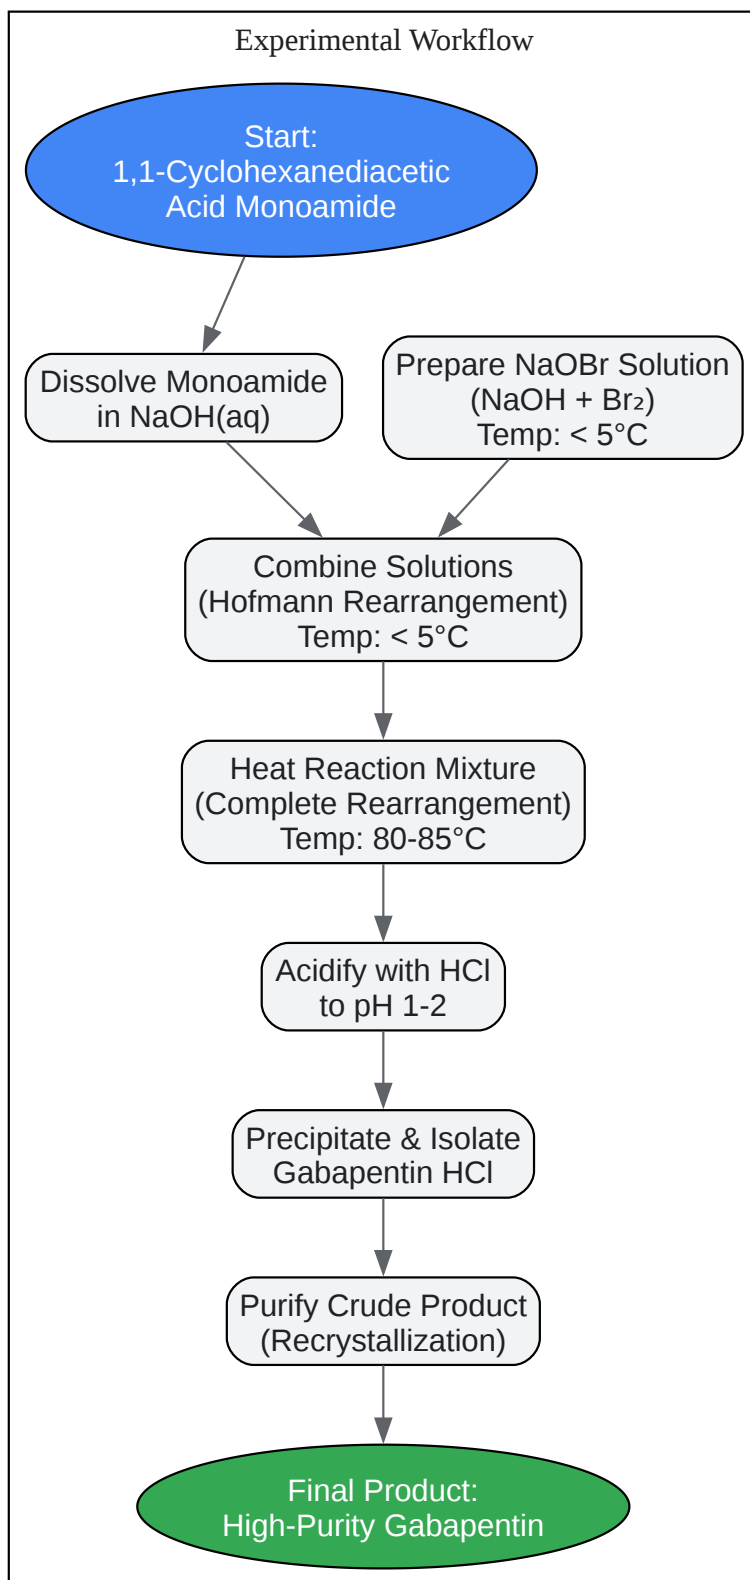 Experimental Workflow
Start:
1,1-Cyclohexanediacetic
Acid Monoamide
Dissolve Monoamide
in NaOH(aq)
Prepare NaOBr Solution
(NaOH + Br₂)
Temp: < 5°C
Combine Solutions
(Hofmann Rearrangement)
Temp: < 5°C
Heat Reaction Mixture
(Complete Rearrangement)
Temp: 80-85°C
Acidify with HCl
to pH 1-2
Precipitate & Isolate
Gabapentin HCl
Purify Crude Product
(Recrystallization)
Final Product:
High-Purity Gabapentin